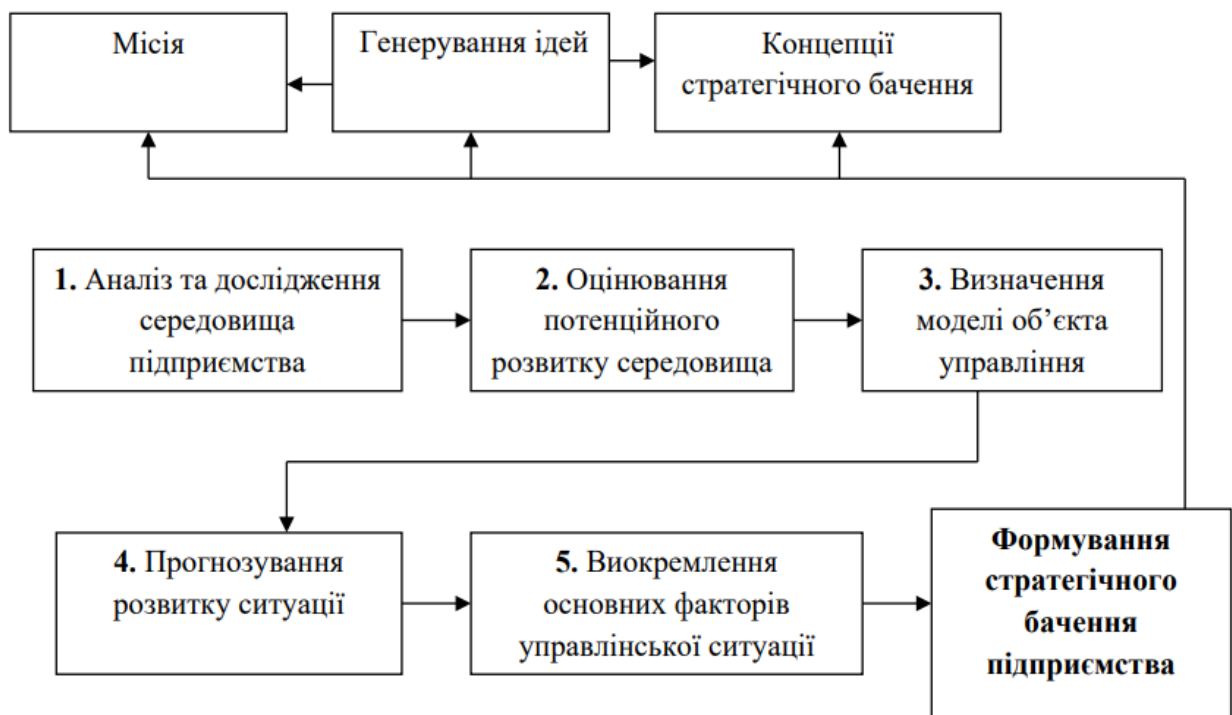 Місія
Генерування ідей
Концепції
стратегічного бачення
1. Аналіз та дослідження
середовища
підприємства
2. Оцінювання
потенційного
розвитку середовища
3. Визначення
моделі об’єкта
управління
4. Прогнозування
розвитку ситуації
5. Виокремлення
основних факторів
управлінської ситуації
Формування
стратегічного
бачення
підприємства